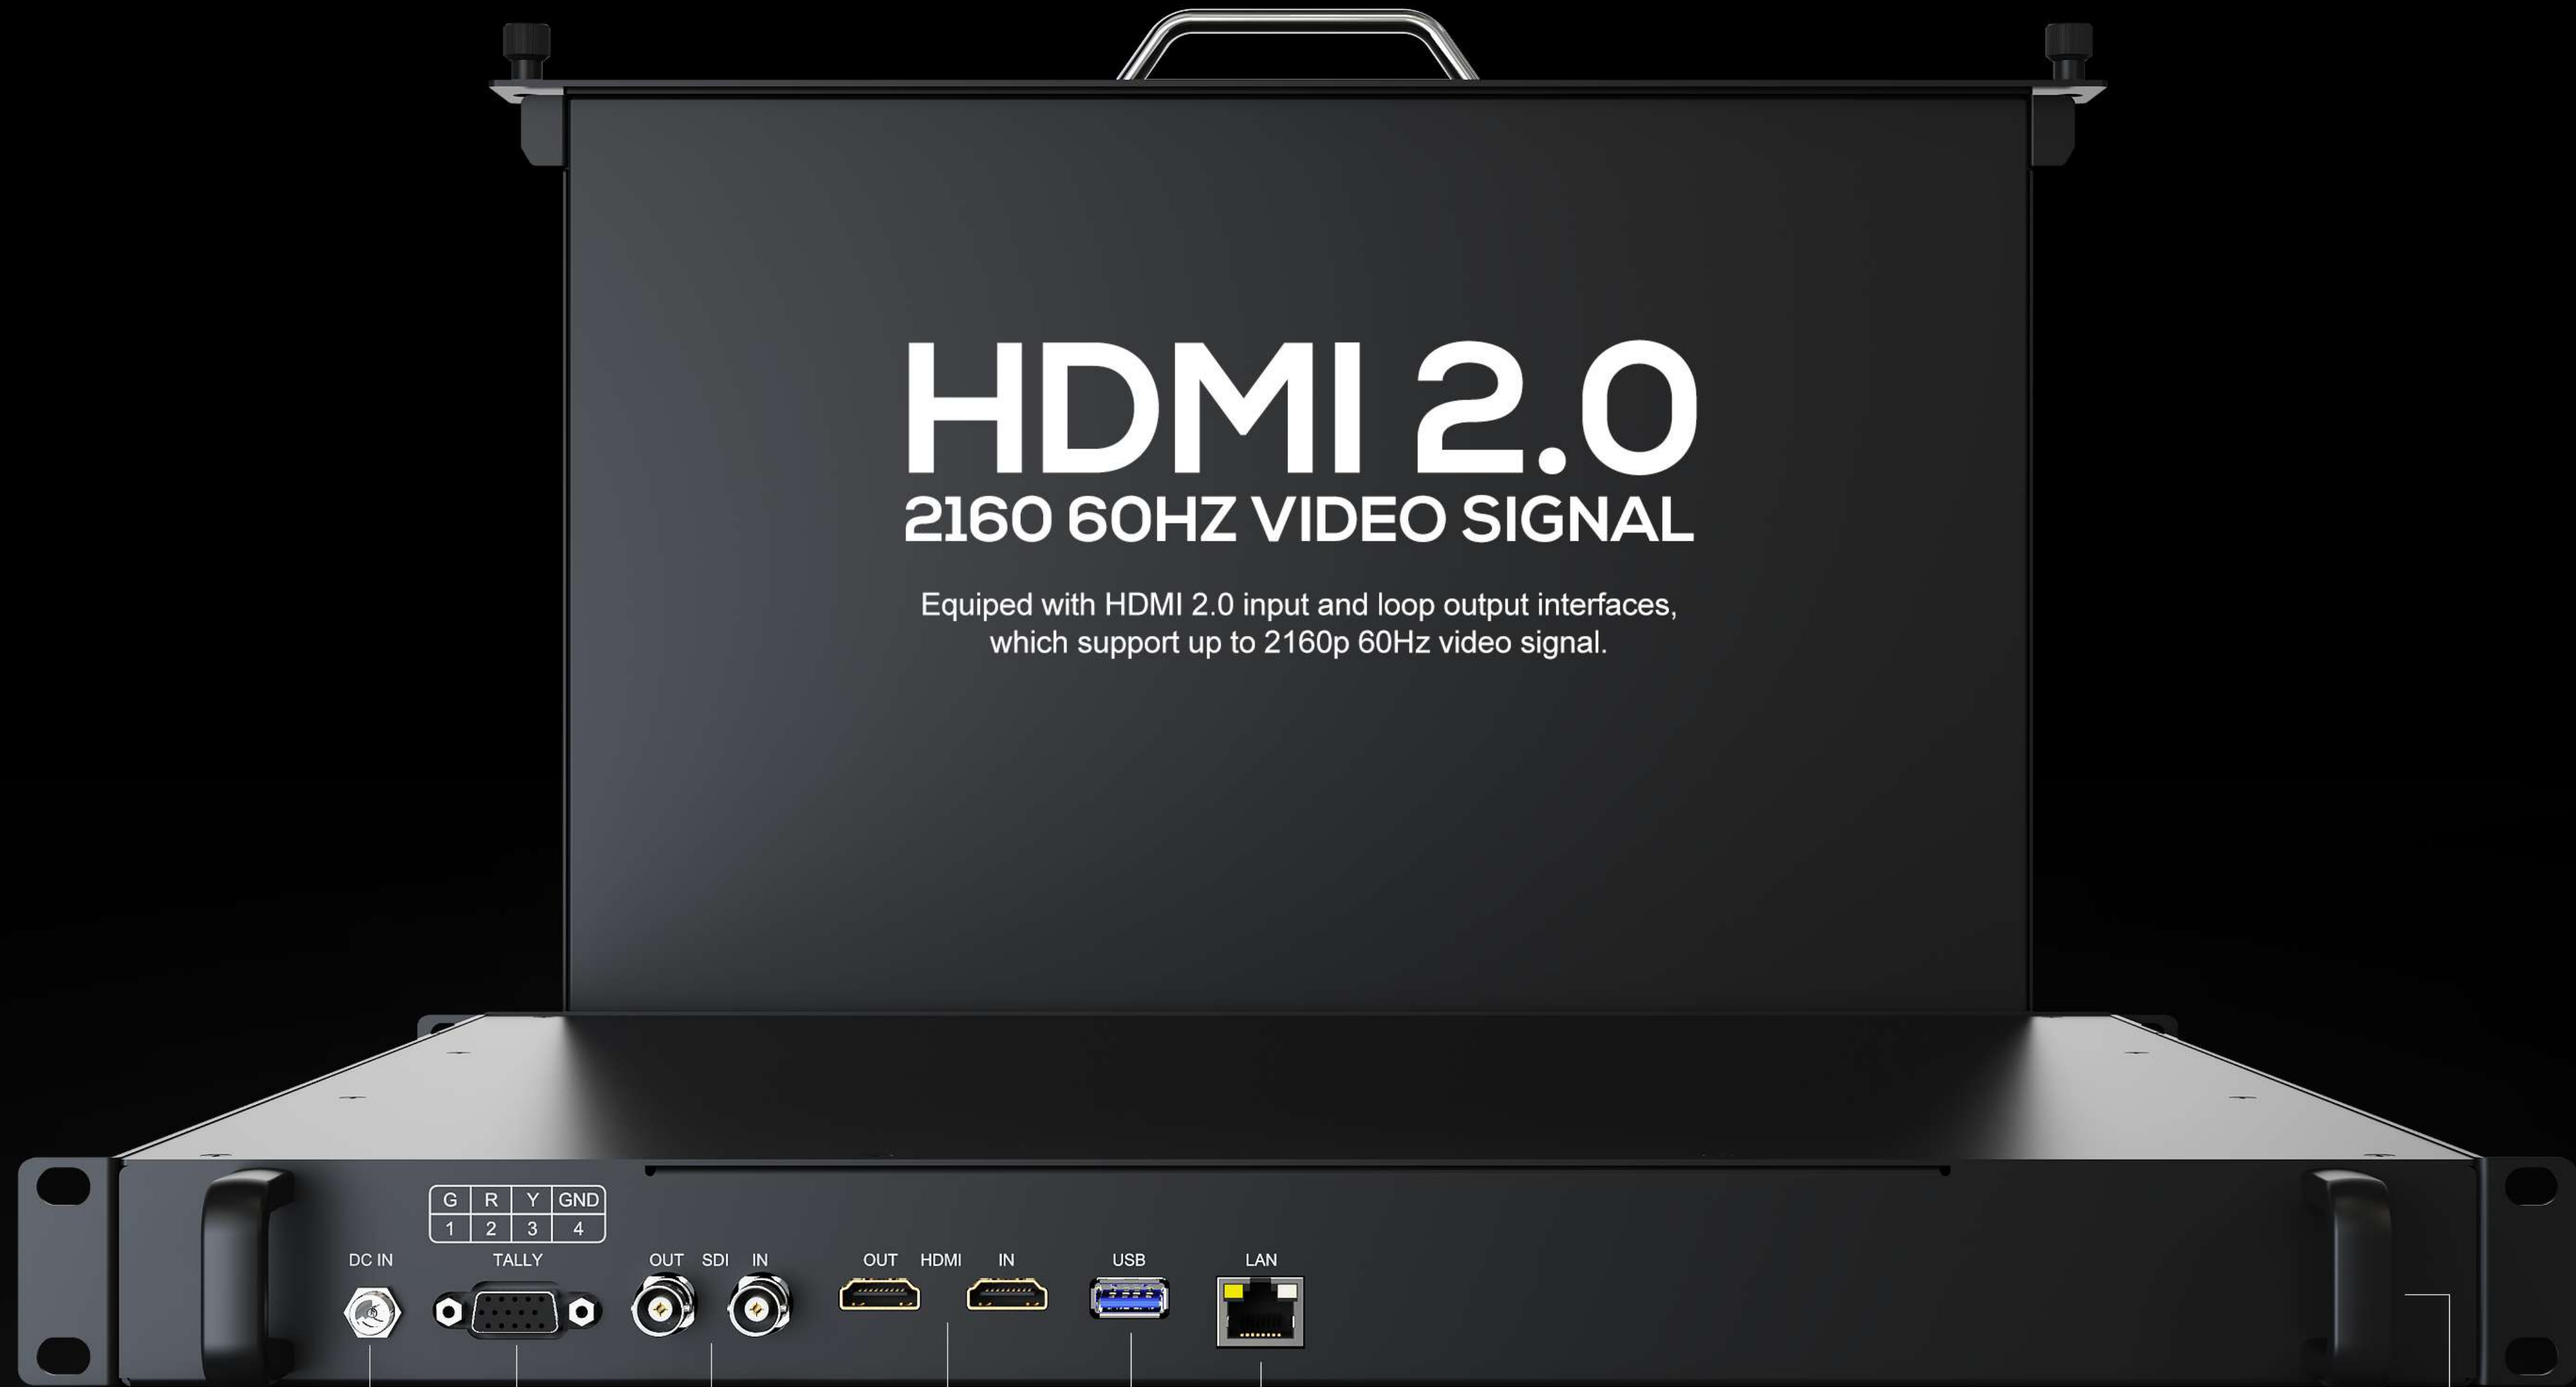 HDMI 2.0
2160 60HZ VIDEO SIGNAL
Equiped with HDMI 2.0 input and loop output interfaces,
which support up to 2160p 60Hz video signal.
G R Y GND
1 2 3 4
DC IN TALLY OUT SDI IN OUT HDMI IN USB LAN